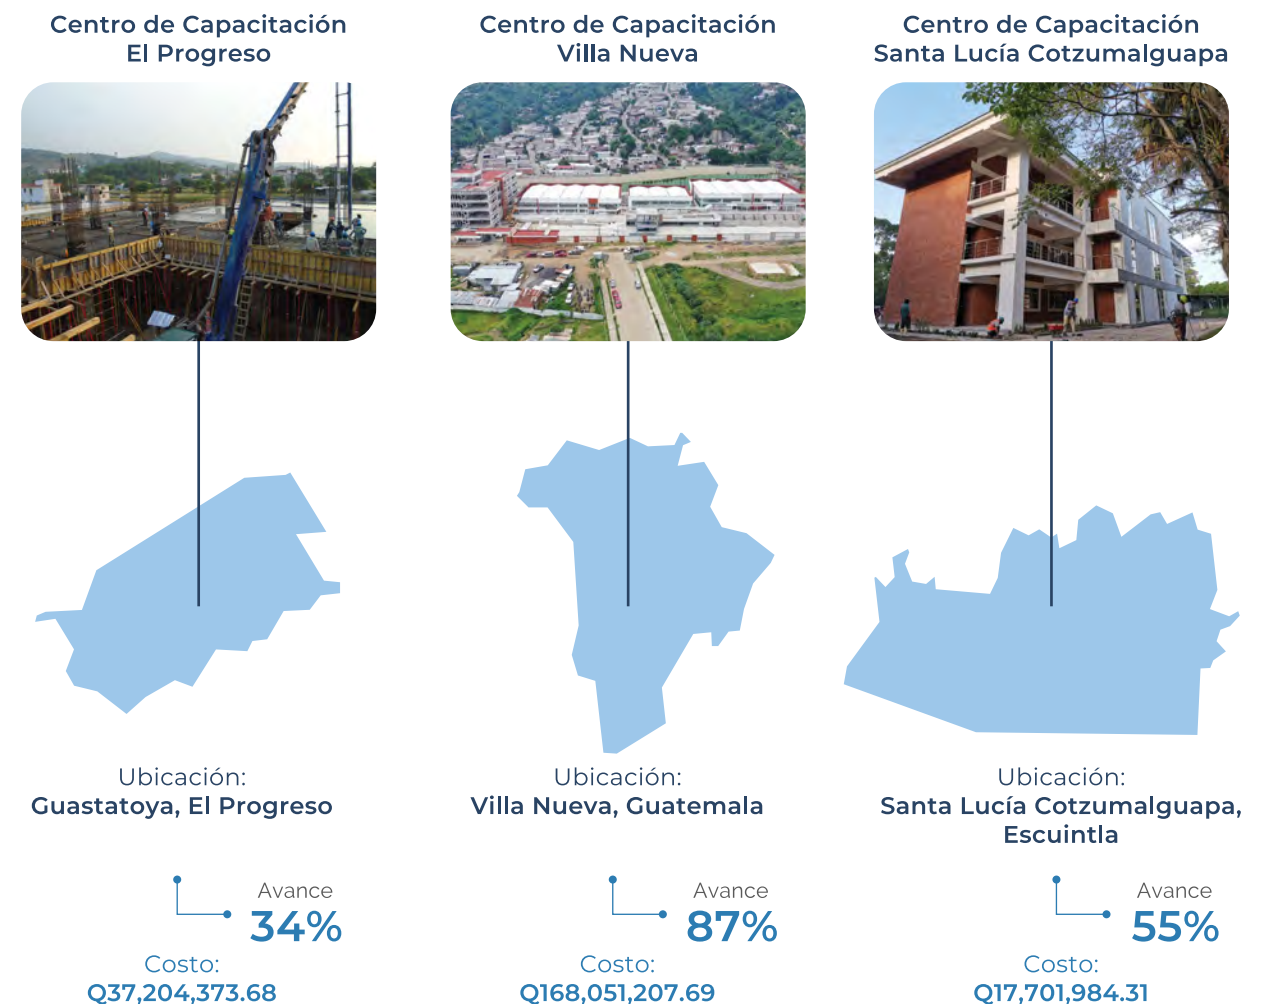 Centro de Capacitación
El Progreso
Centro de Capacitación
Villa Nueva
Centro de Capacitación
Santa Lucía Cotzumalguapa
Ubicación:
Guastatoya, El Progreso
Ubicación:
Villa Nueva, Guatemala
Ubicación:
Santa Lucía Cotzumalguapa,
Escuintla
Avance
34%
Costo:
Q37,204,373.68
Avance
87%
Costo:
Q168,051,207.69
Avance
55%
Costo:
Q17,701,984.31